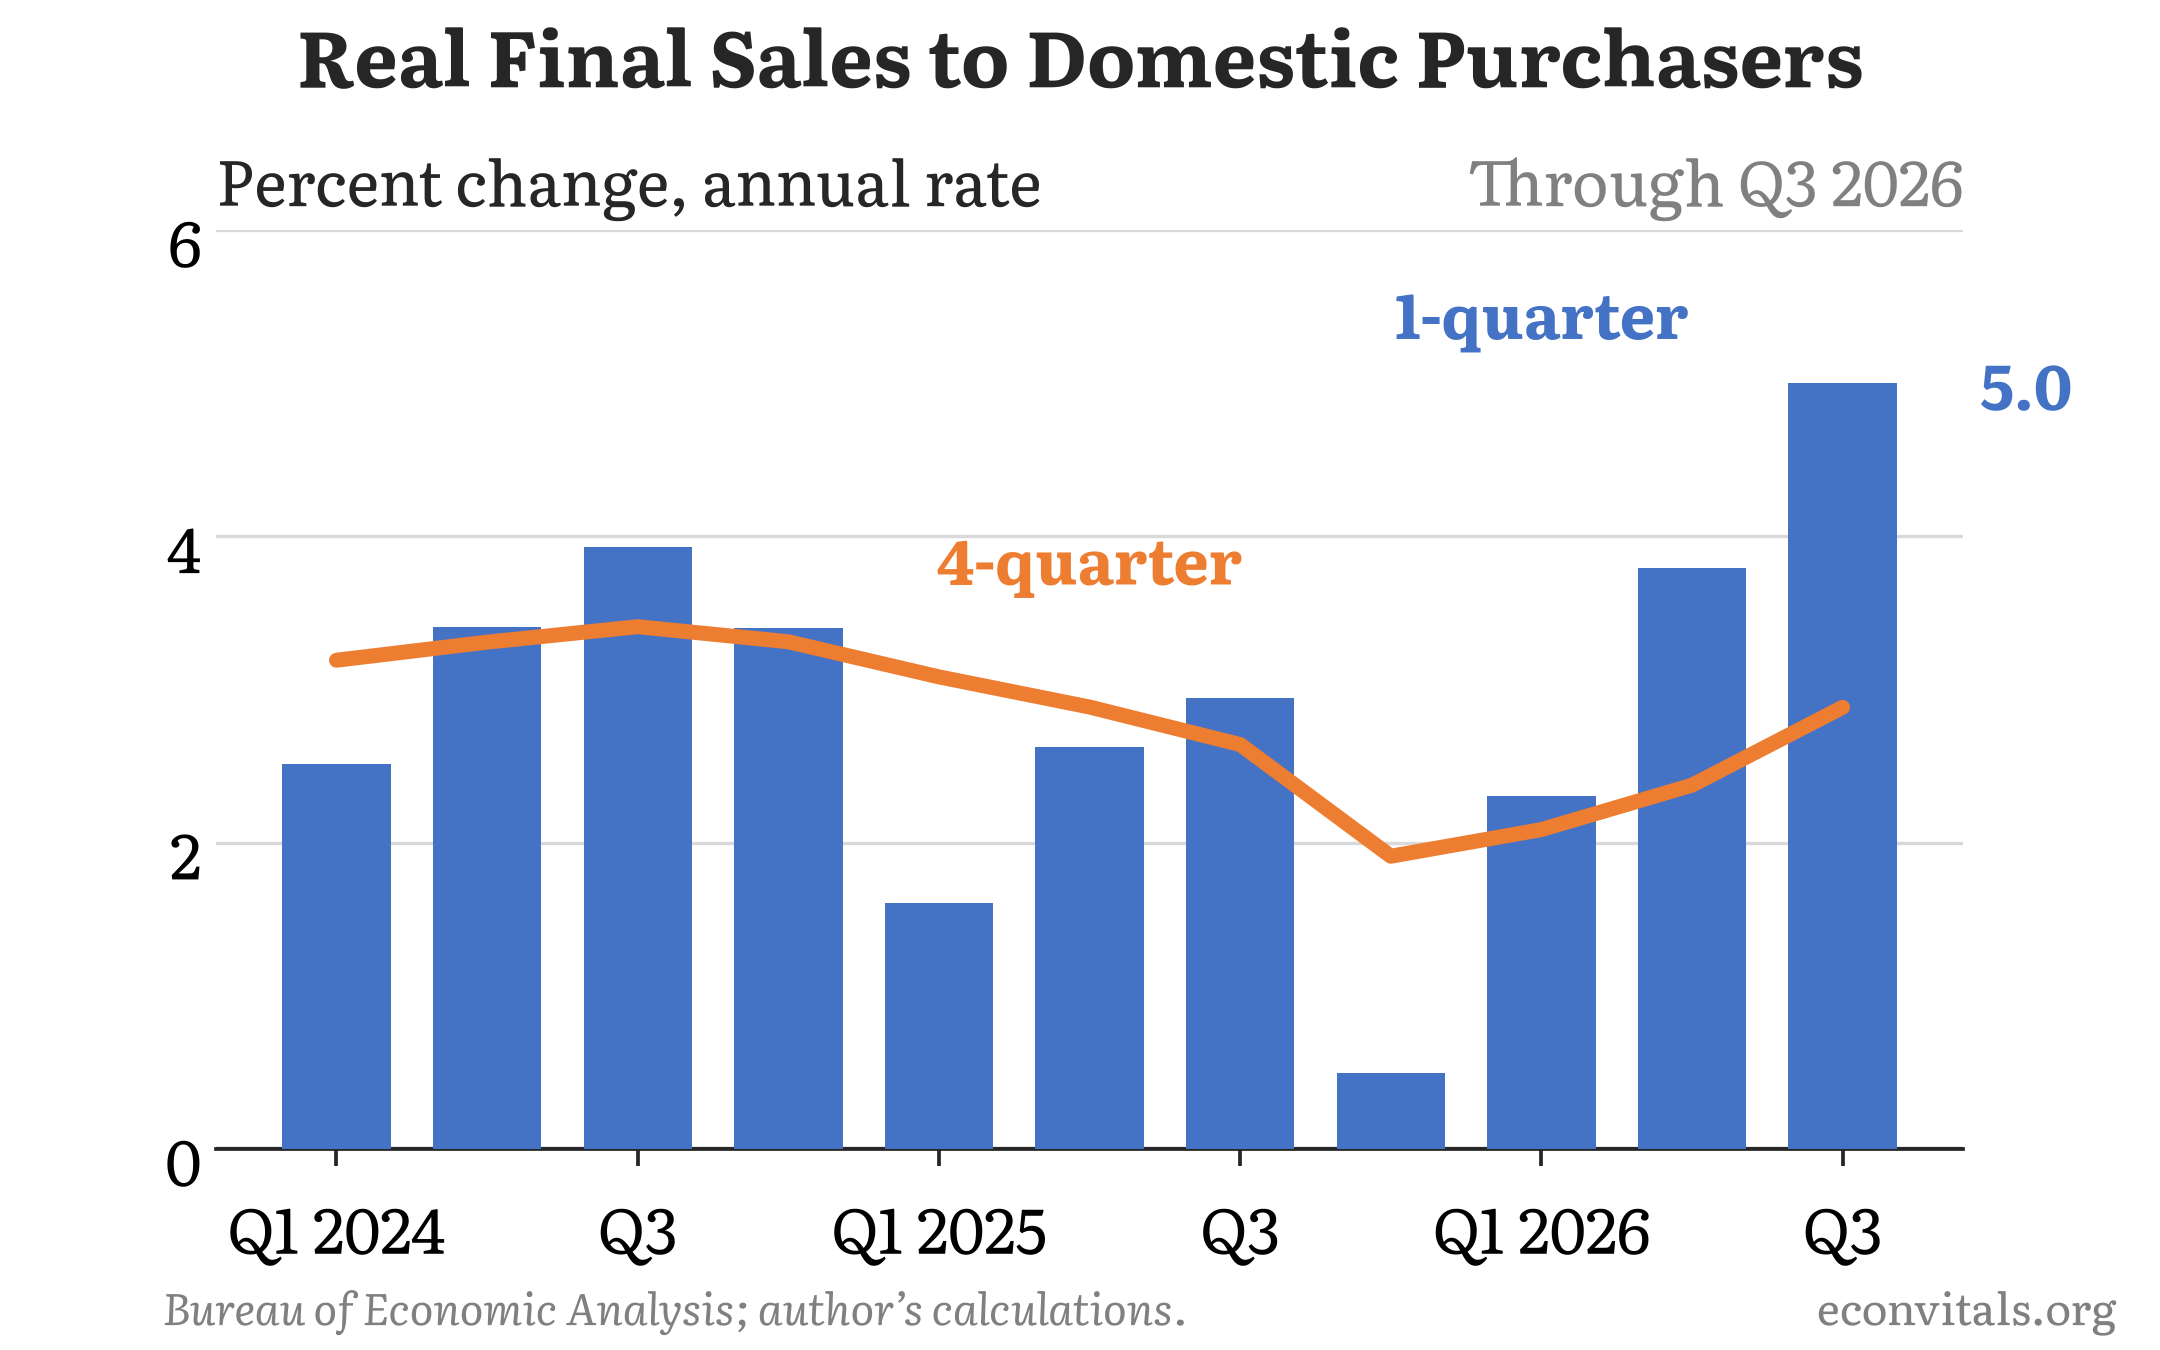 Real Final Sales to Domestic Purchasers
Percent change, annual rate
Through Q3 2026
6
1-quarter
5.0
4
4-quarter
2
0
Q1 2024 Q3 Q1 2025 Q3 Q1 2026 Q3
Bureau of Economic Analysis; author’s calculations.
econvitals.org